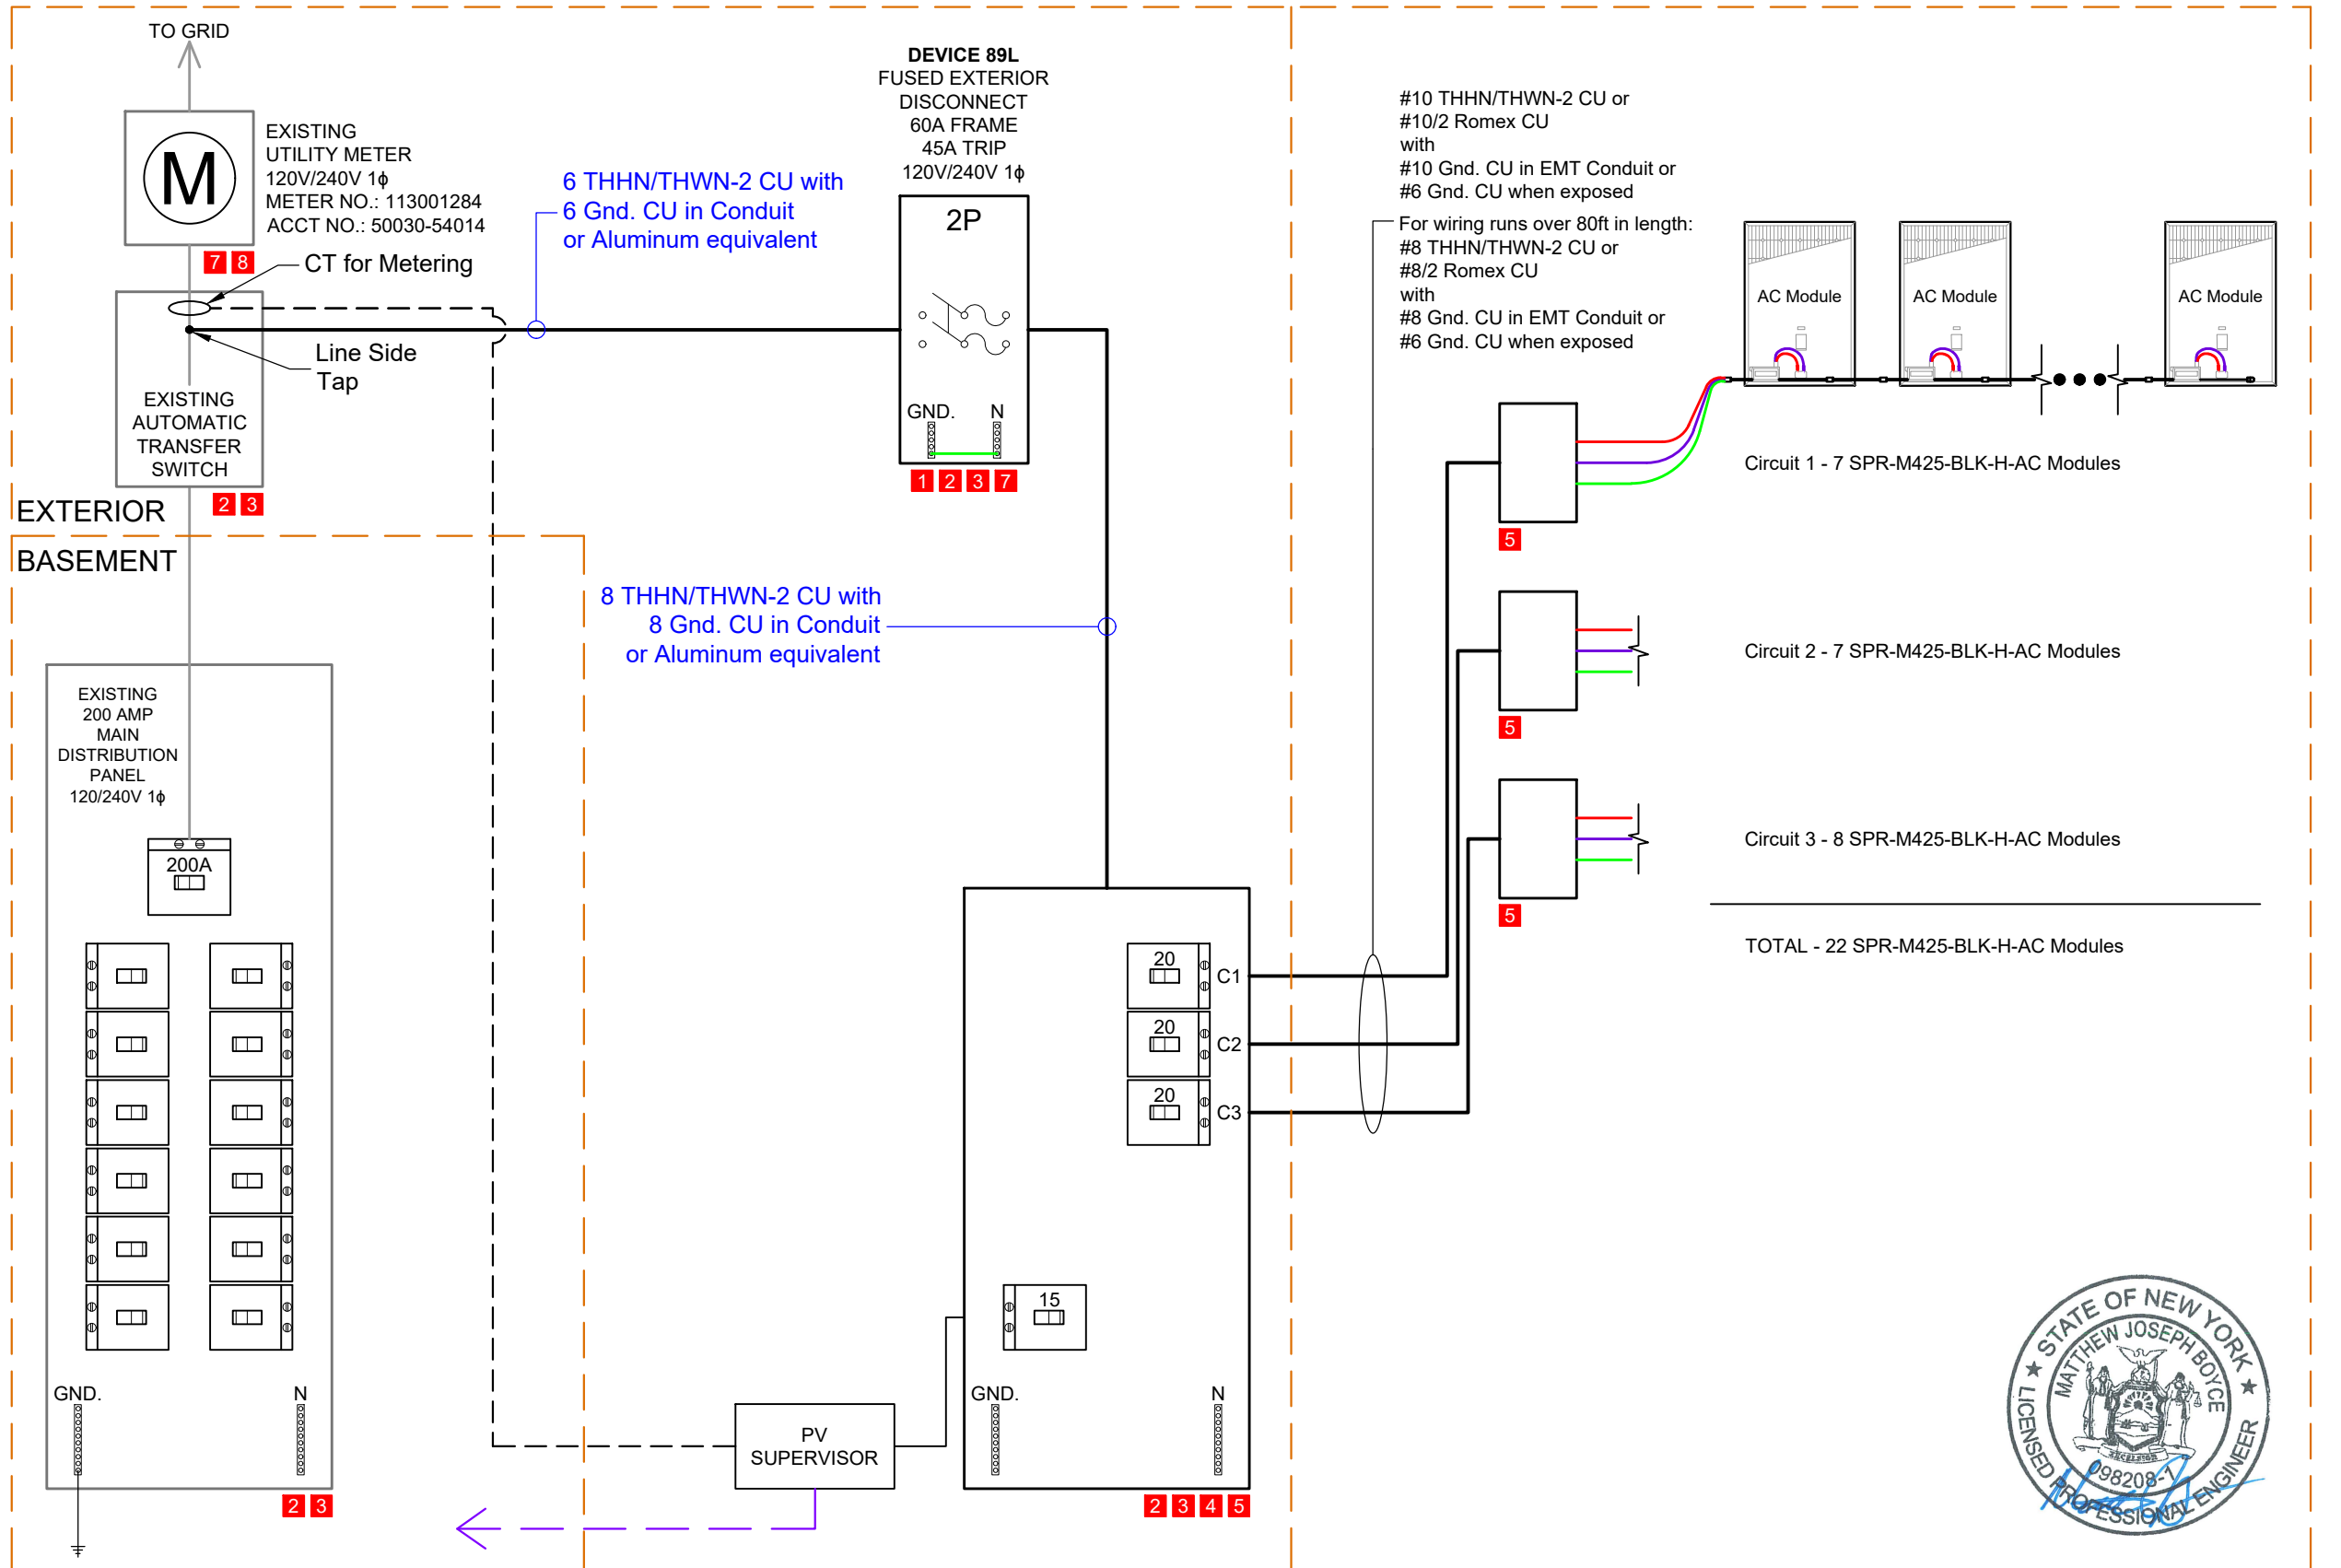 TO GRID
M
EXISTING
UTILITY METER
120V/240V 1ϕ
METER NO.: 113001284
ACCT NO.: 50030-54014
7 8
CT for Metering
Line Side
Tap
EXISTING
AUTOMATIC
TRANSFER
SWITCH
2 3
EXTERIOR
BASEMENT
6 THHN/THWN-2 CU with
6 Gnd. CU in Conduit
or Aluminum equivalent
DEVICE 89L
FUSED EXTERIOR
DISCONNECT
60A FRAME
45A TRIP
120V/240V 1ϕ
2P
GND. N
1 2 3 7
8 THHN/THWN-2 CU with
8 Gnd. CU in Conduit
or Aluminum equivalent
EXISTING
200 AMP
MAIN
DISTRIBUTION
PANEL
120/240V 1ϕ
200A
GND. N
2 3
PV
SUPERVISOR
20 C1
20 C2
20 C3
15
GND. N
2 3 4 5
#10 THHN/THWN-2 CU or
#10/2 Romex CU
with
#10 Gnd. CU in EMT Conduit or
#6 Gnd. CU when exposed
For wiring runs over 80ft in length:
#8 THHN/THWN-2 CU or
#8/2 Romex CU
with
#8 Gnd. CU in EMT Conduit or
#6 Gnd. CU when exposed
AC Module AC Module AC Module
5
Circuit 1 - 7 SPR-M425-BLK-H-AC Modules
5
Circuit 2 - 7 SPR-M425-BLK-H-AC Modules
5
Circuit 3 - 8 SPR-M425-BLK-H-AC Modules
TOTAL - 22 SPR-M425-BLK-H-AC Modules
★ STATE OF NEW YORK ★
MATTHEW JOSEPH BOYCE
EXCELSIOR
098208-1
LICENSED PROFESSIONAL ENGINEER